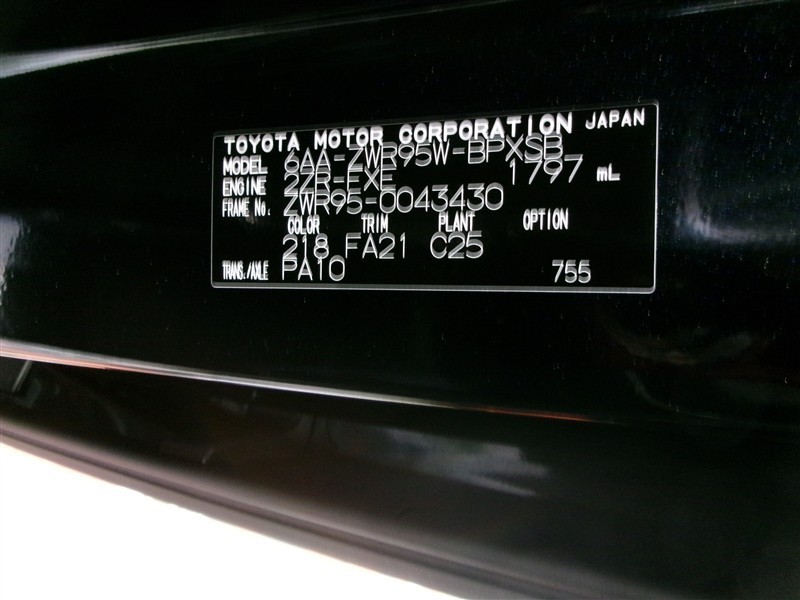 TOYOTA MOTOR CORPORATION JAPAN
MODEL 6AA-ZWR95W-BPXSB
ENGINE 2ZR-FXE 1797 mL
FRAME No. ZWR95-0043430
COLOR TRIM PLANT OPTION
218 FA21 C25
TRANS./AXLE PA10 755